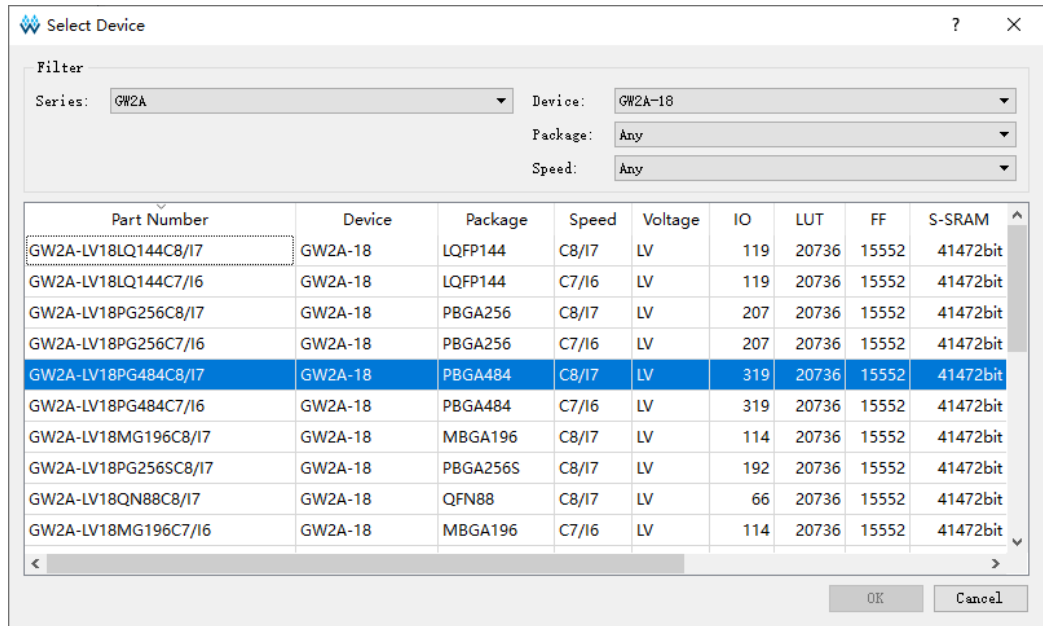 Select Device ? ×
Filter
Series: GW2A Device: GW2A-18
Package: Any
Speed: Any
Part Number Device Package Speed Voltage IO LUT FF S-SRAM
GW2A-LV18LQ144C8/I7 GW2A-18 LQFP144 C8/I7 LV 119 20736 15552 41472bit
GW2A-LV18LQ144C7/I6 GW2A-18 LQFP144 C7/I6 LV 119 20736 15552 41472bit
GW2A-LV18PG256C8/I7 GW2A-18 PBGA256 C8/I7 LV 207 20736 15552 41472bit
GW2A-LV18PG256C7/I6 GW2A-18 PBGA256 C7/I6 LV 207 20736 15552 41472bit
GW2A-LV18PG484C8/I7 GW2A-18 PBGA484 C8/I7 LV 319 20736 15552 41472bit
GW2A-LV18PG484C7/I6 GW2A-18 PBGA484 C7/I6 LV 319 20736 15552 41472bit
GW2A-LV18MG196C8/I7 GW2A-18 MBGA196 C8/I7 LV 114 20736 15552 41472bit
GW2A-LV18PG256SC8/I7 GW2A-18 PBGA256S C8/I7 LV 192 20736 15552 41472bit
GW2A-LV18QN88C8/I7 GW2A-18 QFN88 C8/I7 LV 66 20736 15552 41472bit
GW2A-LV18MG196C7/I6 GW2A-18 MBGA196 C7/I6 LV 114 20736 15552 41472bit
OK Cancel